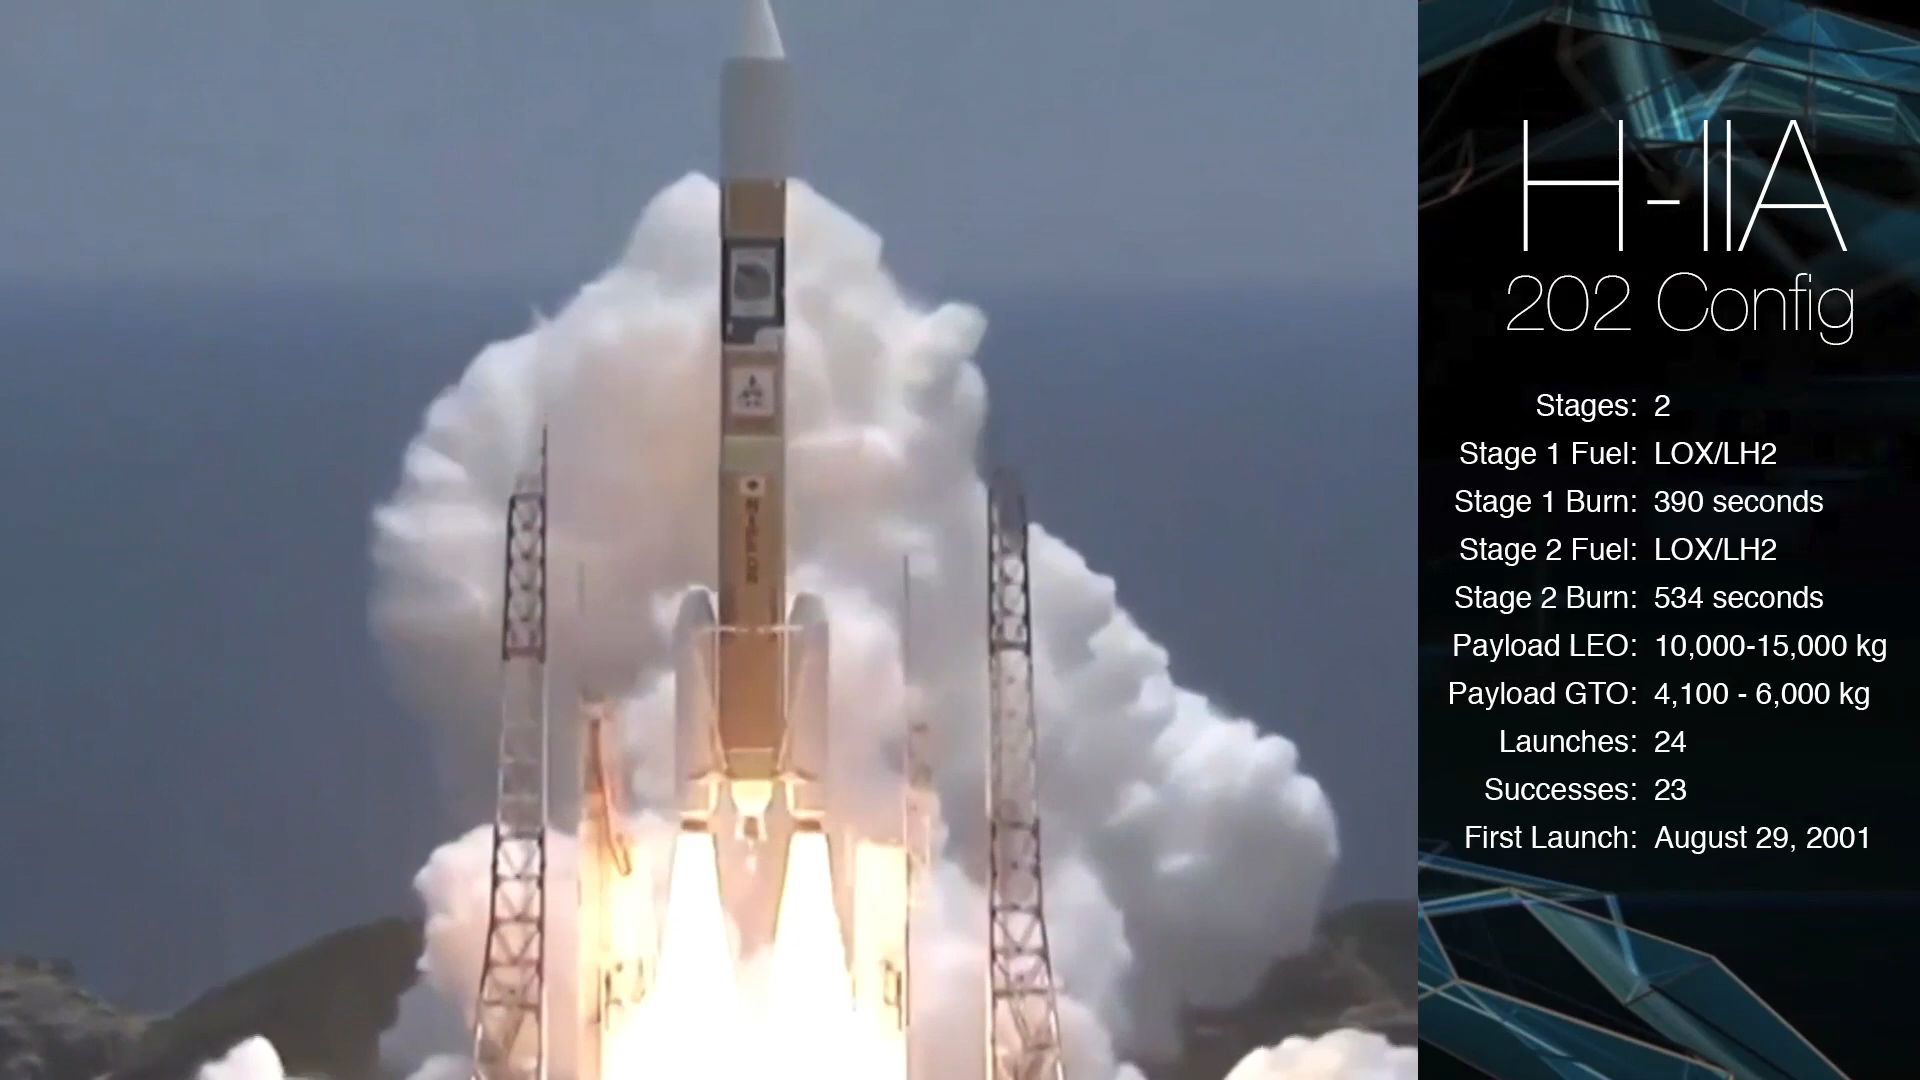 H-IIA
202 Config
Stages: 2
Stage 1 Fuel: LOX/LH2
Stage 1 Burn: 390 seconds
Stage 2 Fuel: LOX/LH2
Stage 2 Burn: 534 seconds
Payload LEO: 10,000-15,000 kg
Payload GTO: 4,100 - 6,000 kg
Launches: 24
Successes: 23
First Launch: August 29, 2001